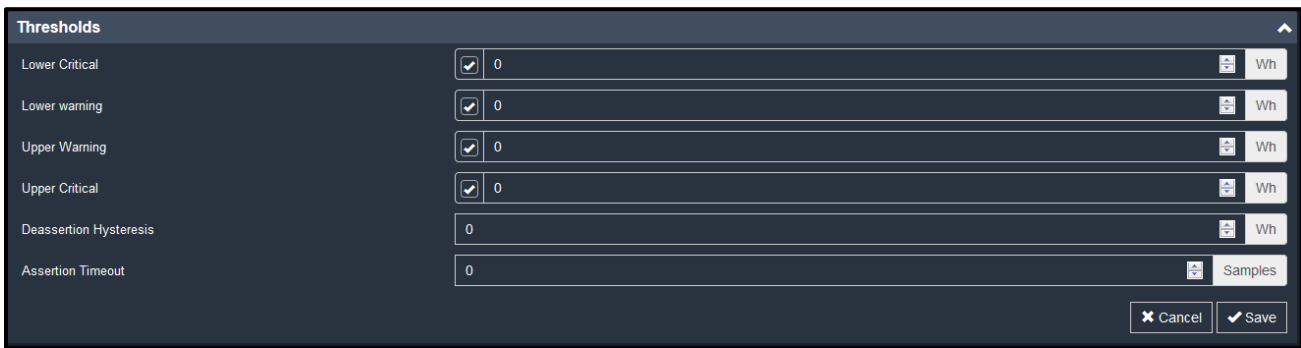 Thresholds
Lower Critical 0 Wh
Lower warning 0 Wh
Upper Warning 0 Wh
Upper Critical 0 Wh
Deassertion Hysteresis 0 Wh
Assertion Timeout 0 Samples
Cancel Save